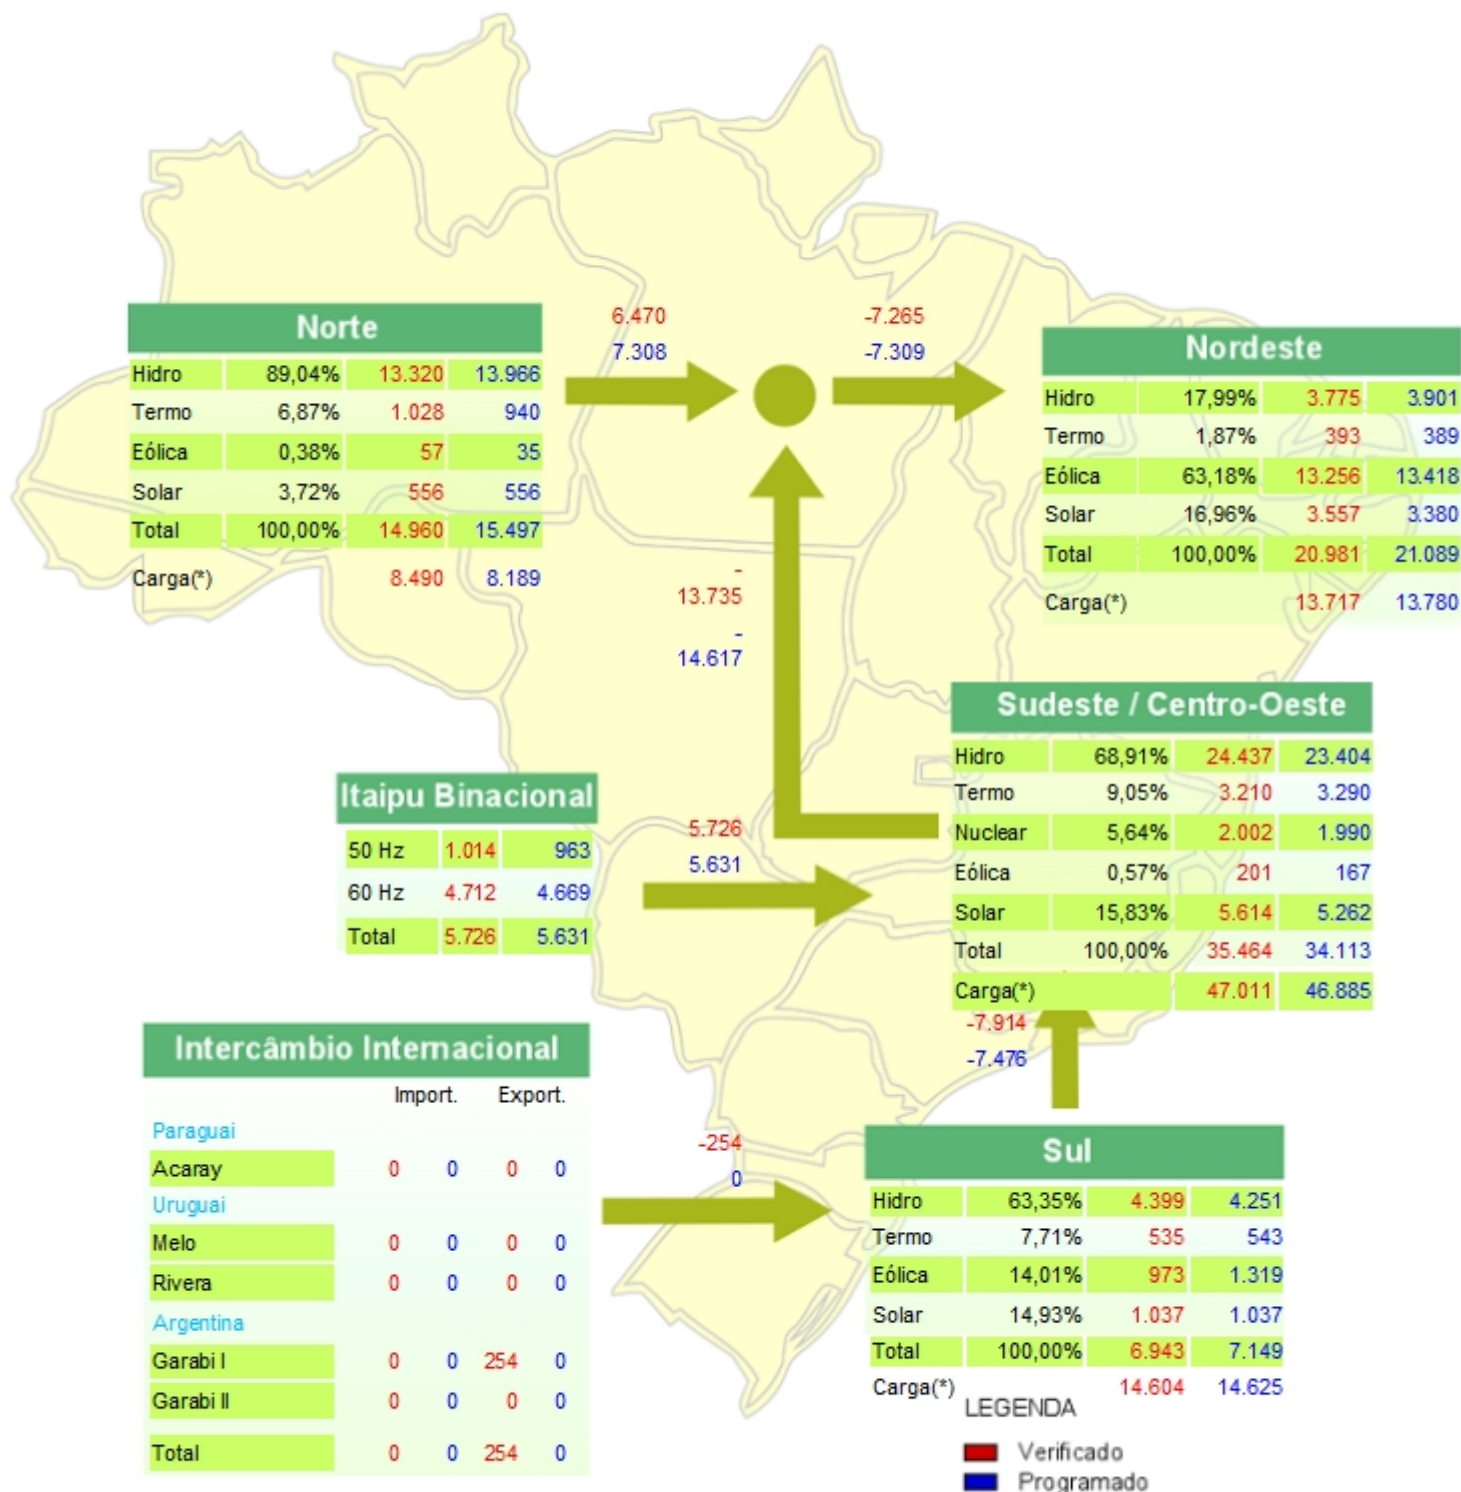 Norte
Hidro 89,04% 13.320 13.966
Termo 6,87% 1.028 940
Eólica 0,38% 57 35
Solar 3,72% 556 556
Total 100,00% 14.960 15.497
Carga(*) 8.490 8.189
6.470
7.308
-7.265
-7.309
Nordeste
Hidro 17,99% 3.775 3.901
Termo 1,87% 393 389
Eólica 63,18% 13.256 13.418
Solar 16,96% 3.557 3.380
Total 100,00% 20.981 21.089
Carga(*) 13.717 13.780
-
13.735
-
14.617
Sudeste / Centro-Oeste
Hidro 68,91% 24.437 23.404
Termo 9,05% 3.210 3.290
Nuclear 5,64% 2.002 1.990
Eólica 0,57% 201 167
Solar 15,83% 5.614 5.262
Total 100,00% 35.464 34.113
Carga(*) 47.011 46.885
Itaipu Binacional
50 Hz 1.014 963
60 Hz 4.712 4.669
Total 5.726 5.631
5.726
5.631
-7.914
-7.476
Intercâmbio Internacional
Import. Export.
Paraguai
Acaray 0 0 0 0
Uruguai
Melo 0 0 0 0
Rivera 0 0 0 0
Argentina
Garabi I 0 0 254 0
Garabi II 0 0 0 0
Total 0 0 254 0
-254
0
Sul
Hidro 63,35% 4.399 4.251
Termo 7,71% 535 543
Eólica 14,01% 973 1.319
Solar 14,93% 1.037 1.037
Total 100,00% 6.943 7.149
Carga(*) 14.604 14.625
LEGENDA
Verificado
Programado